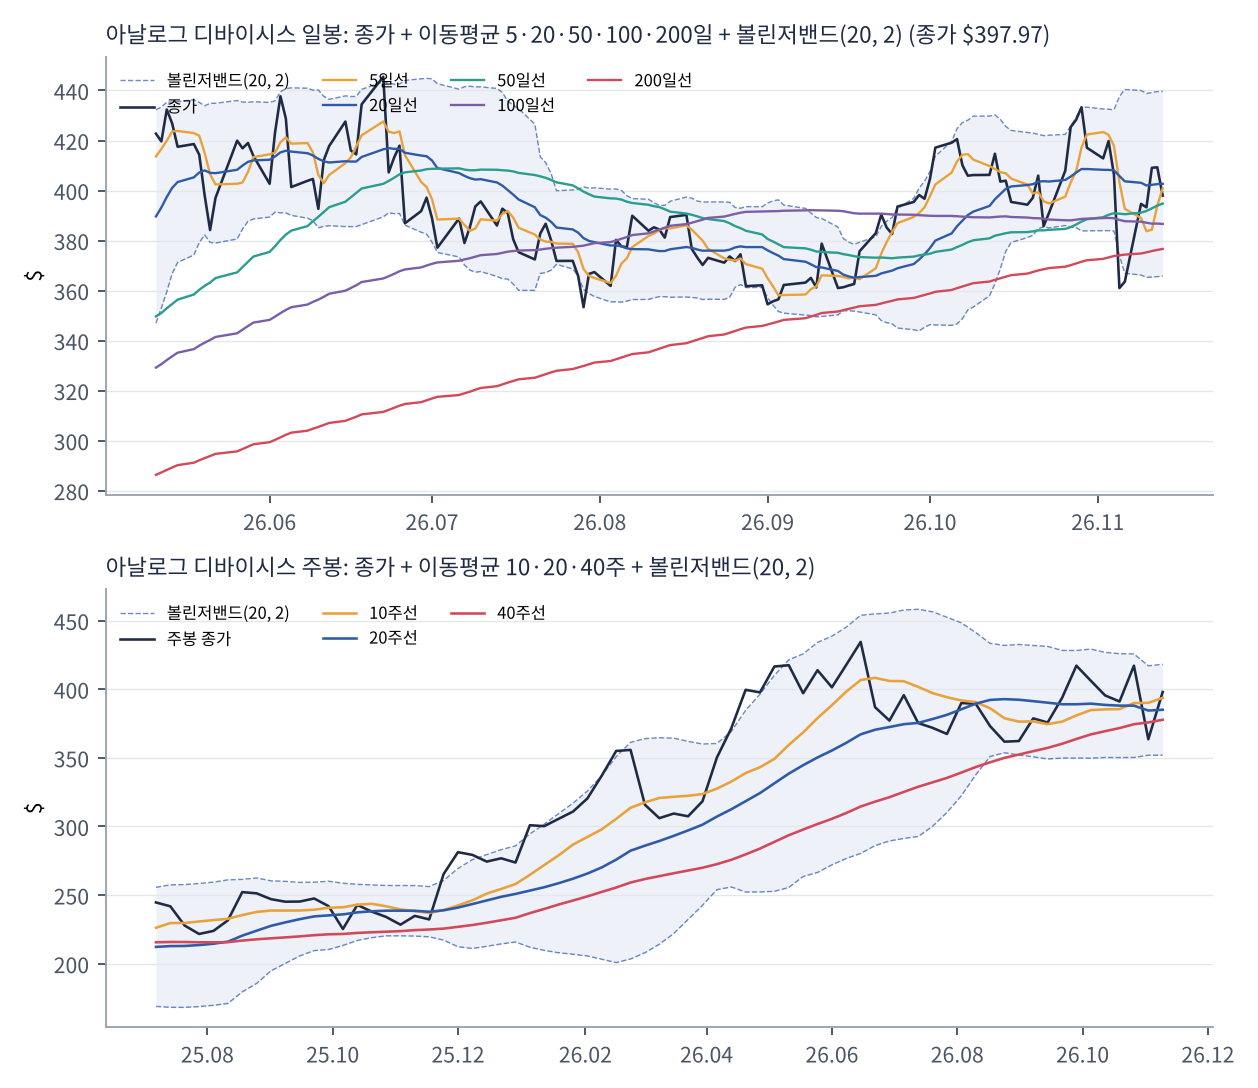 아날로그 디바이시스 일봉: 종가 + 이동평균 5·20·50·100·200일 + 볼린저밴드(20, 2) (종가 $397.97)
볼린저밴드(20, 2) 5일선 50일선 200일선
종가 20일선 100일선
440
420
400
380
360
340
320
300
280
$
26.06 26.07 26.08 26.09 26.10 26.11
아날로그 디바이시스 주봉: 종가 + 이동평균 10·20·40주 + 볼린저밴드(20, 2)
볼린저밴드(20, 2) 10주선 40주선
주봉 종가 20주선
450
400
350
300
250
200
$
25.08 25.10 25.12 26.02 26.04 26.06 26.08 26.10 26.12